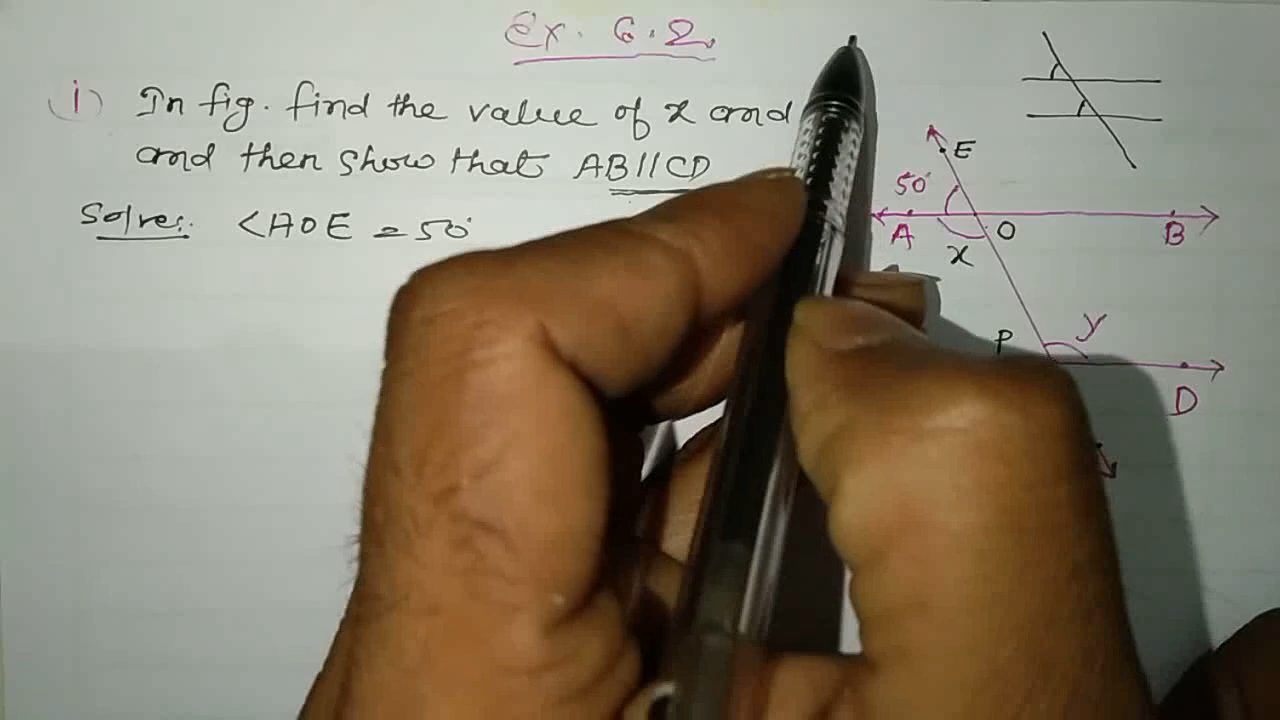 Ex. 6.2.
(i) In fig. find the value of x and
and then show that AB//CD
Solve:. <AOE = 50°
E
50°
A
O
B
x
P
y
D